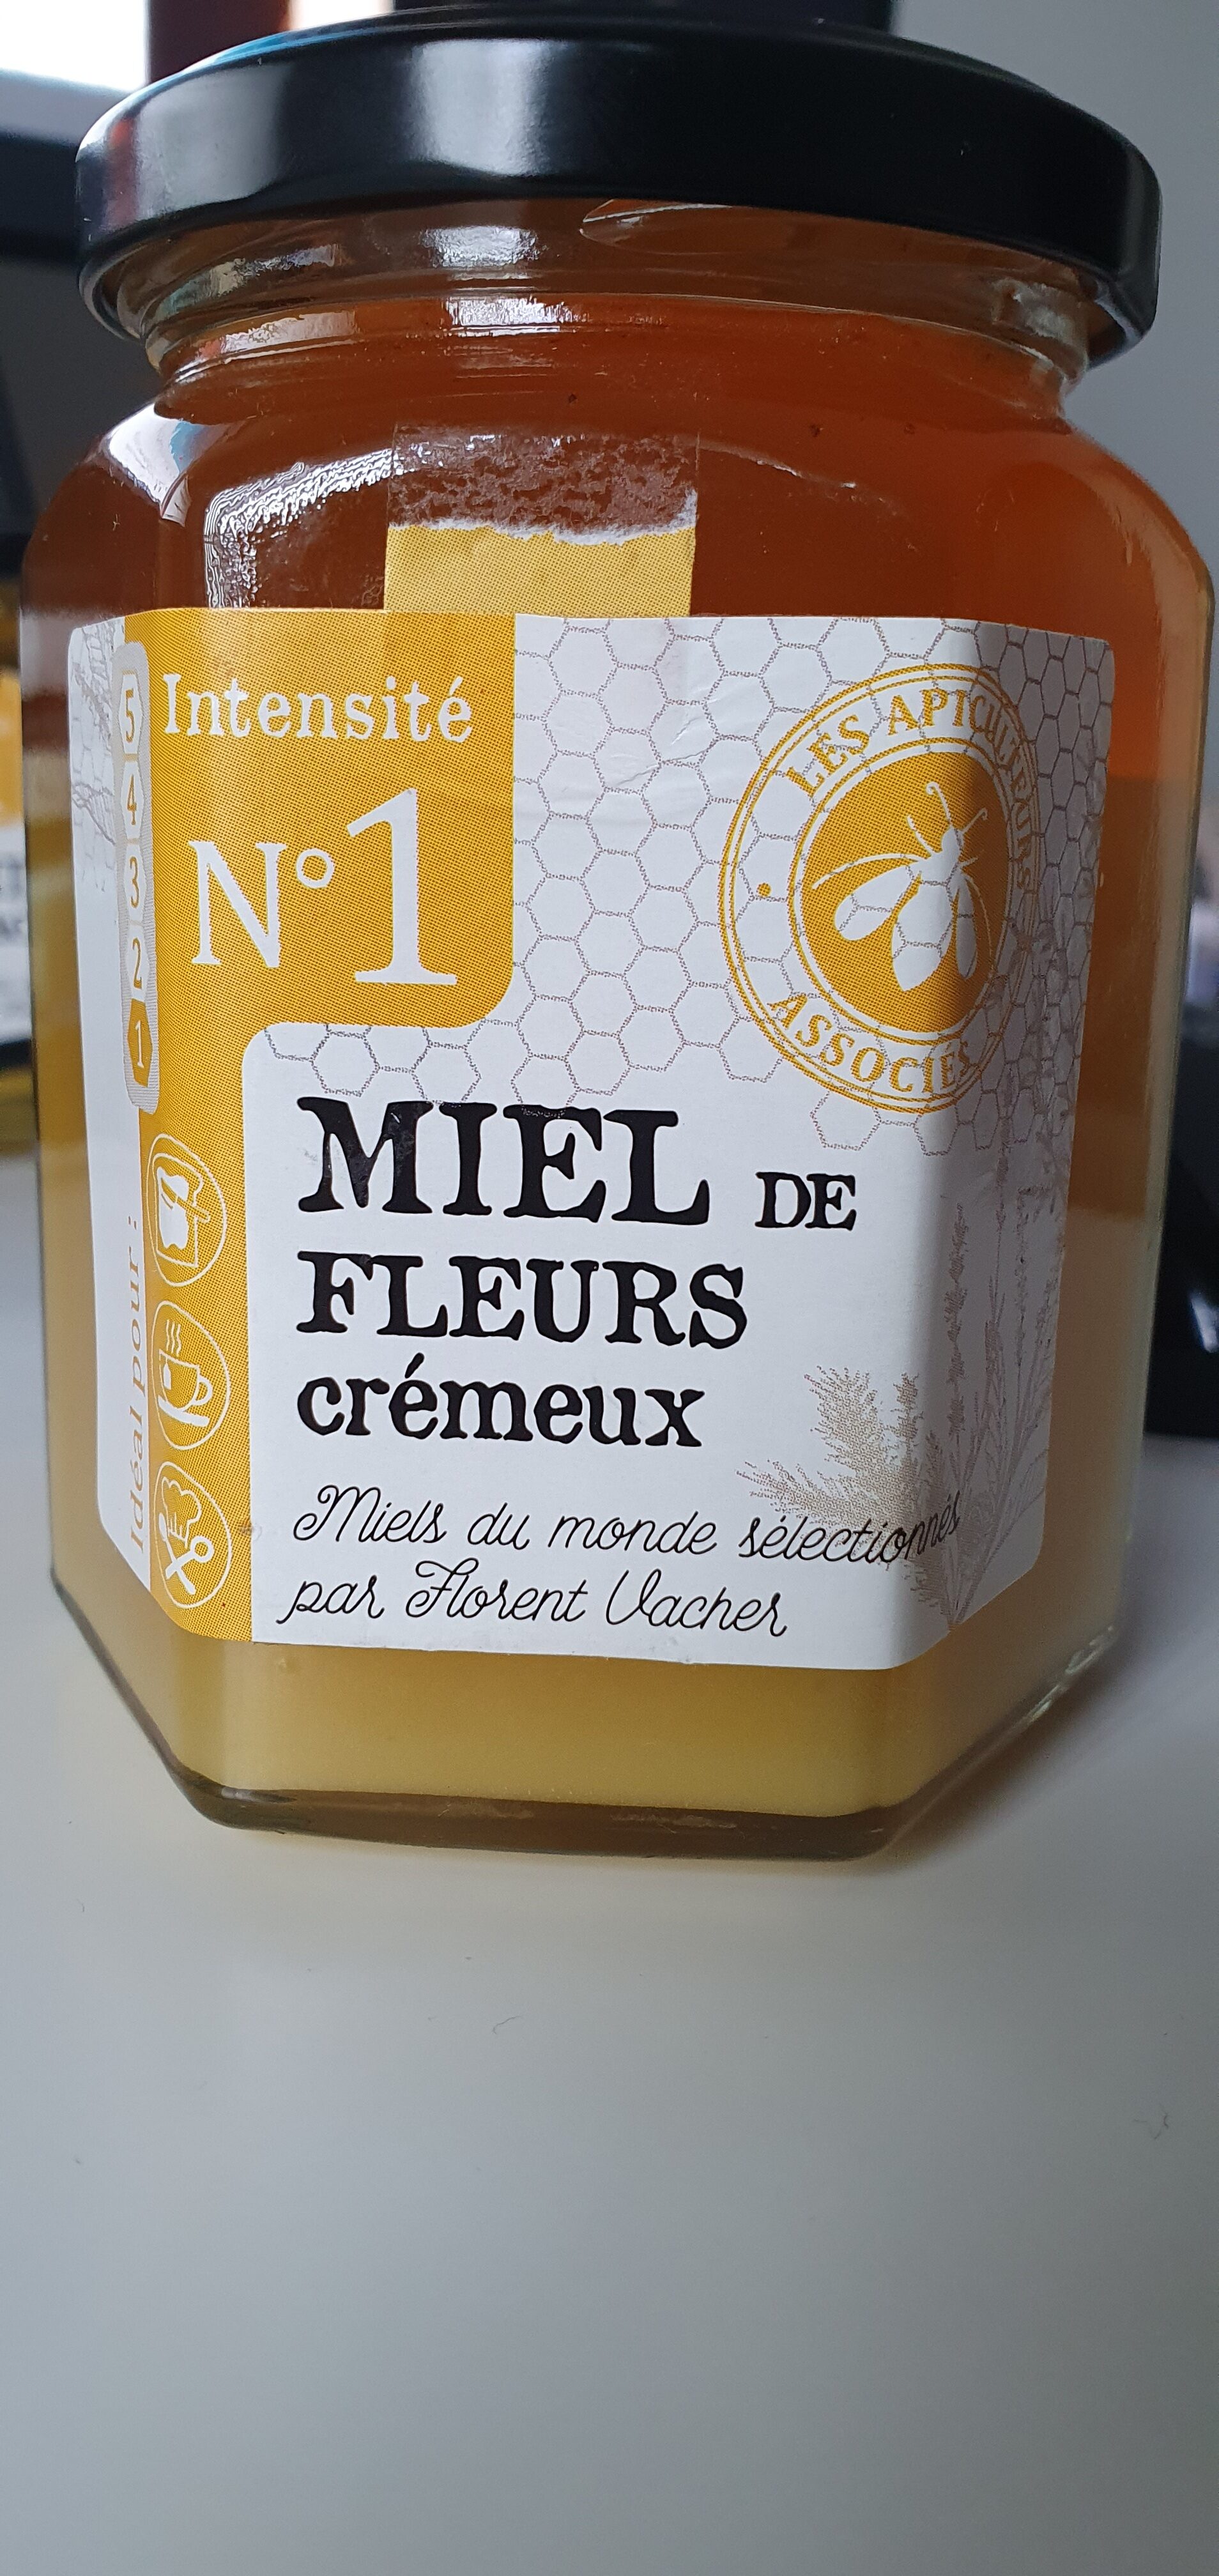 Intensité
N°1
5
4
3
2
1
LES APICULTEURS
ASSOCIÉS
MIEL DE
FLEURS
crémeux
Miels du monde sélectionnés
par Florent Vacher
Idéal pour :